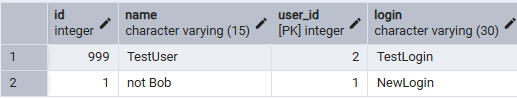 id name user_id login
integer character varying (15) [PK] integer character varying (30)
1 999 TestUser 2 TestLogin
2 1 not Bob 1 NewLogin